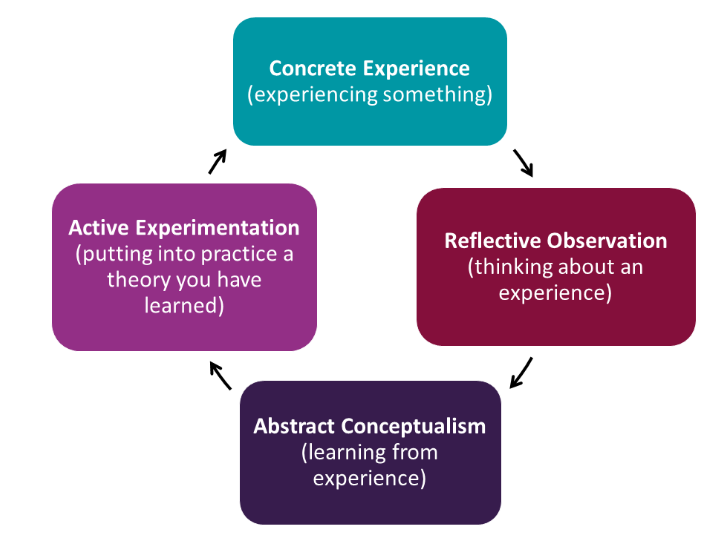 Concrete Experience
(experiencing something)
Active Experimentation
(putting into practice a
theory you have
learned)
Reflective Observation
(thinking about an
experience)
Abstract Conceptualism
(learning from
experience)